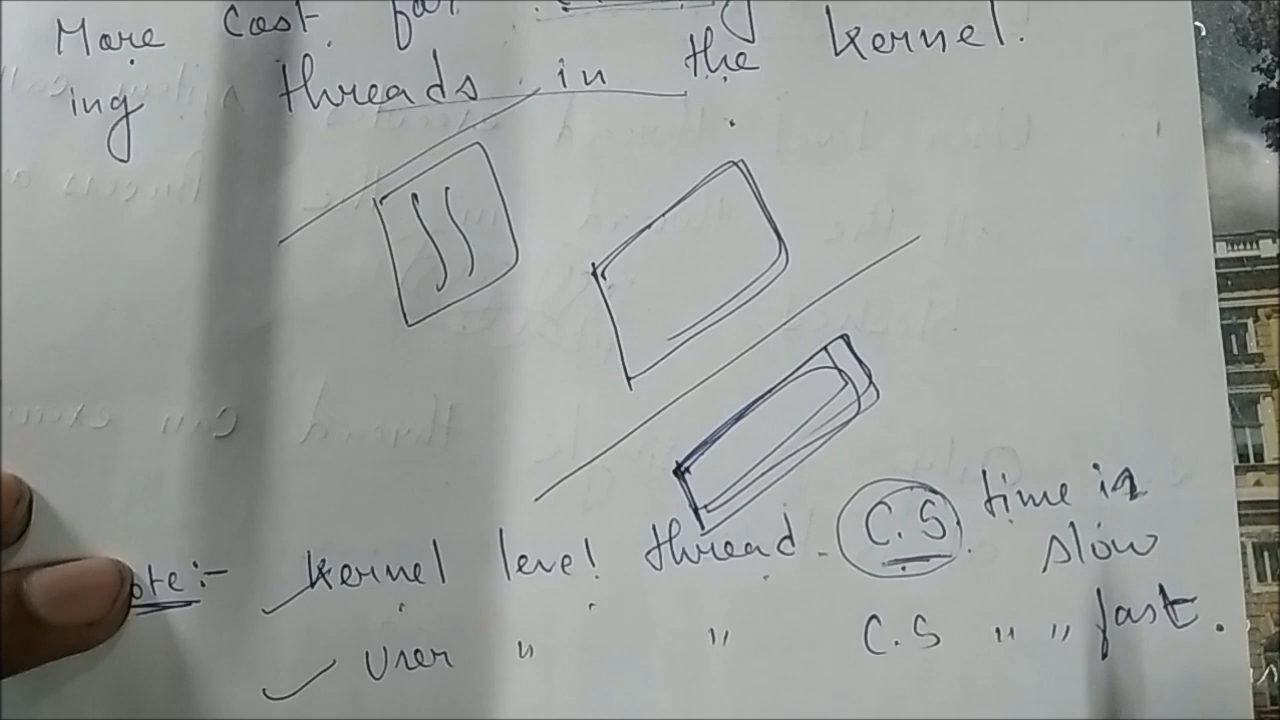 More cost for
ing threads in the kernel.
ote:- kernel level thread C.S time is slow
User " " C.S " " fast.